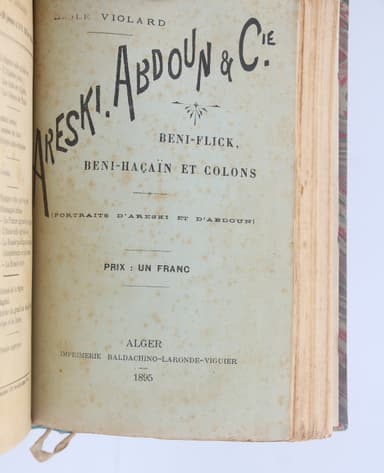 VIOLARD
ARESKI, ABDOUN & CIE
BENI-FLICK,
BENI-HAÇAÏN ET COLONS
(PORTRAITS D'ARESKI ET D'ABDOUN)
PRIX : UN FRANC
ALGER
IMPRIMERIE BALDACHINO-LARONDE-VIGUIER
1895